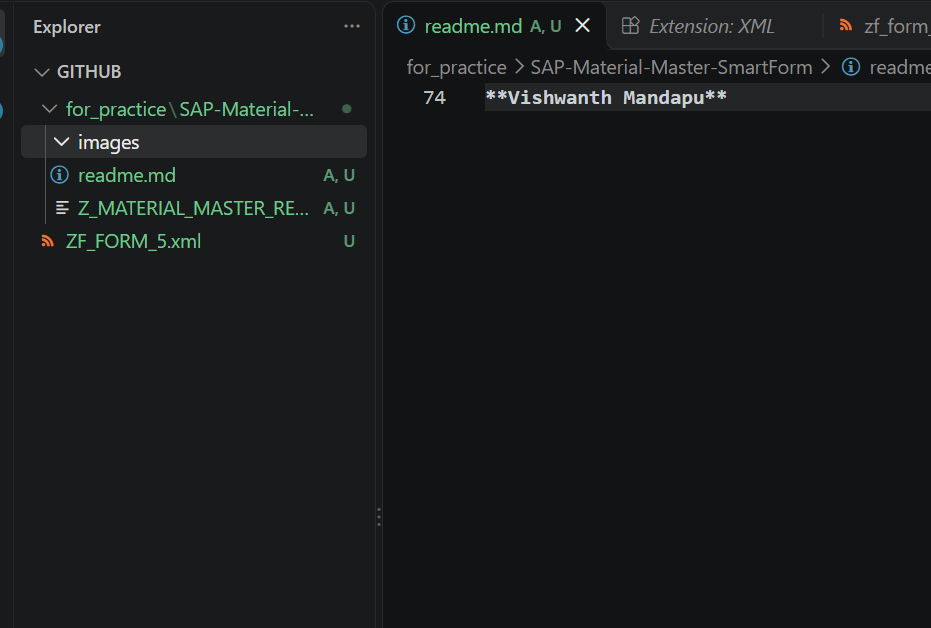 Explorer ···
GITHUB
for_practice\SAP-Material-...
images
readme.md A, U
Z_MATERIAL_MASTER_RE... A, U
ZF_FORM_5.xml U
readme.md A, U Extension: XML zf_form_
for_practice > SAP-Material-Master-SmartForm > readme
74 **Vishwanth Mandapu**